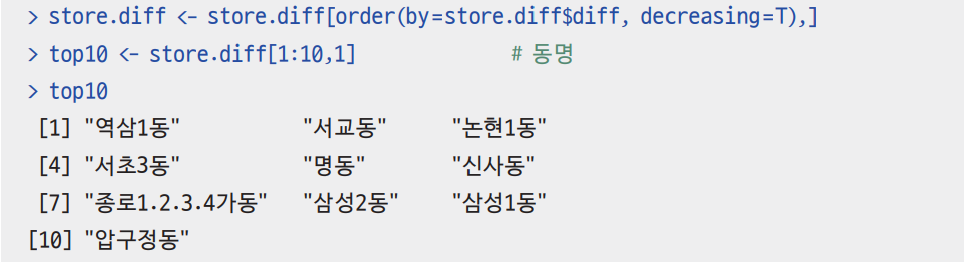 > store.diff <- store.diff[order(by=store.diff$diff, decreasing=T),]
> top10 <- store.diff[1:10,1] # 동명
> top10
[1] "역삼1동" "서교동" "논현1동"
[4] "서초3동" "명동" "신사동"
[7] "종로1.2.3.4가동" "삼성2동" "삼성1동"
[10] "압구정동"